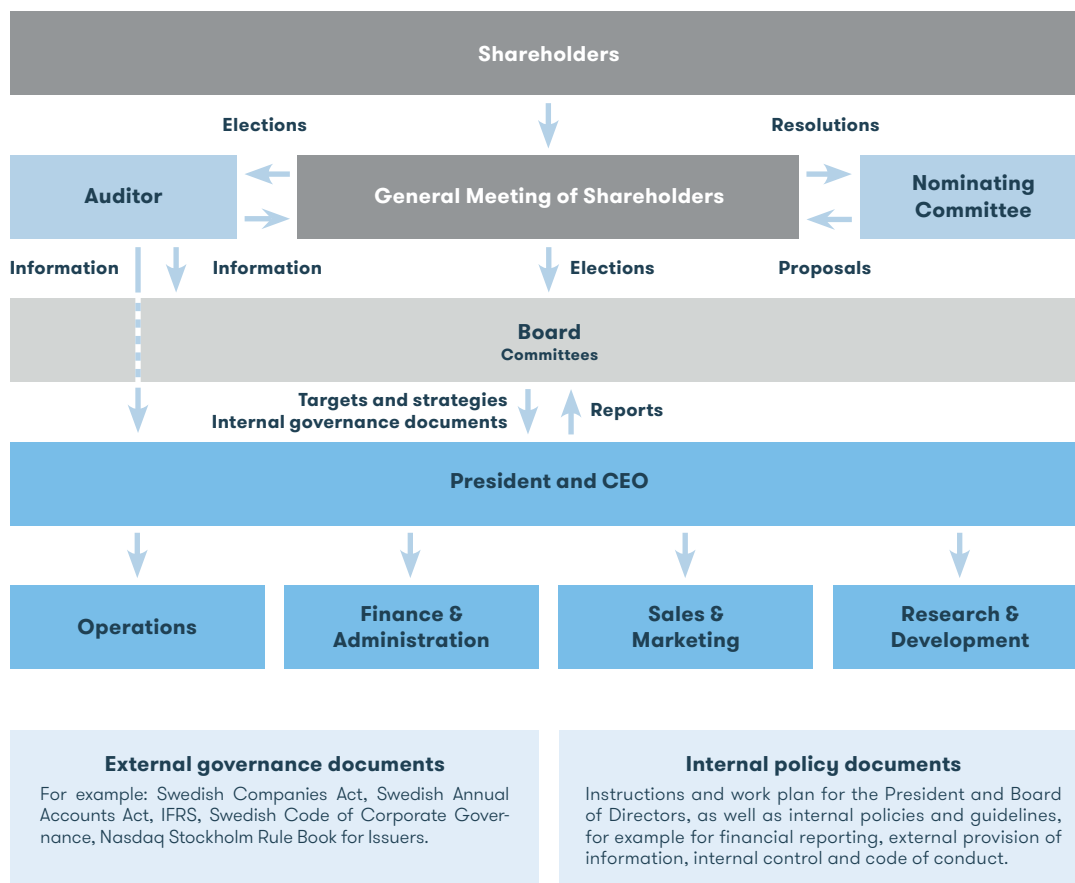 Shareholders
Elections
Resolutions
Auditor
General Meeting of Shareholders
Nominating
Committee
Information
Information
Elections
Proposals
Board
Committees
Targets and strategies
Internal governance documents
Reports
President and CEO
Operations
Finance &
Administration
Sales &
Marketing
Research &
Development
External governance documents
For example: Swedish Companies Act, Swedish Annual
Accounts Act, IFRS, Swedish Code of Corporate Gover-
nance, Nasdaq Stockholm Rule Book for Issuers.
Internal policy documents
Instructions and work plan for the President and Board
of Directors, as well as internal policies and guidelines,
for example for financial reporting, external provision of
information, internal control and code of conduct.